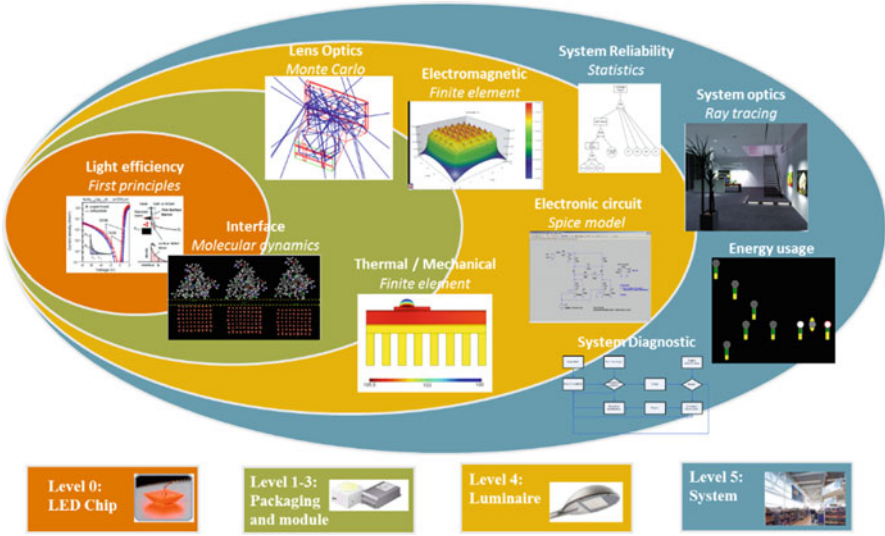 Lens Optics
Monte Carlo
Electromagnetic
Finite element
System Reliability
Statistics
System optics
Ray tracing
Light efficiency
First principles
Interface
Molecular dynamics
Electronic circuit
Spice model
Thermal / Mechanical
Finite element
Energy usage
System Diagnostic
Level 0:
LED Chip
Level 1-3:
Packaging
and module
Level 4:
Luminaire
Level 5:
System